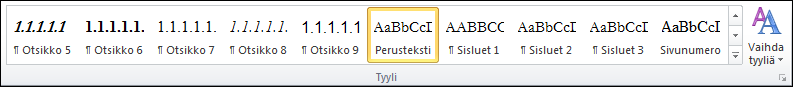 1.1.1.1.1 1.1.1.1.1. 1.1.1.1.1. 1.1.1.1.1. 1.1.1.1.1 AaBbCcI AABBCC AaBbCcI AaBbCcI AaBbCcI
¶ Otsikko 5 ¶ Otsikko 6 ¶ Otsikko 7 ¶ Otsikko 8 ¶ Otsikko 9 Perusteksti ¶ Sisluet 1 ¶ Sisluet 2 ¶ Sisluet 3 Sivunumero
Vaihda
tyyliä
Tyyli